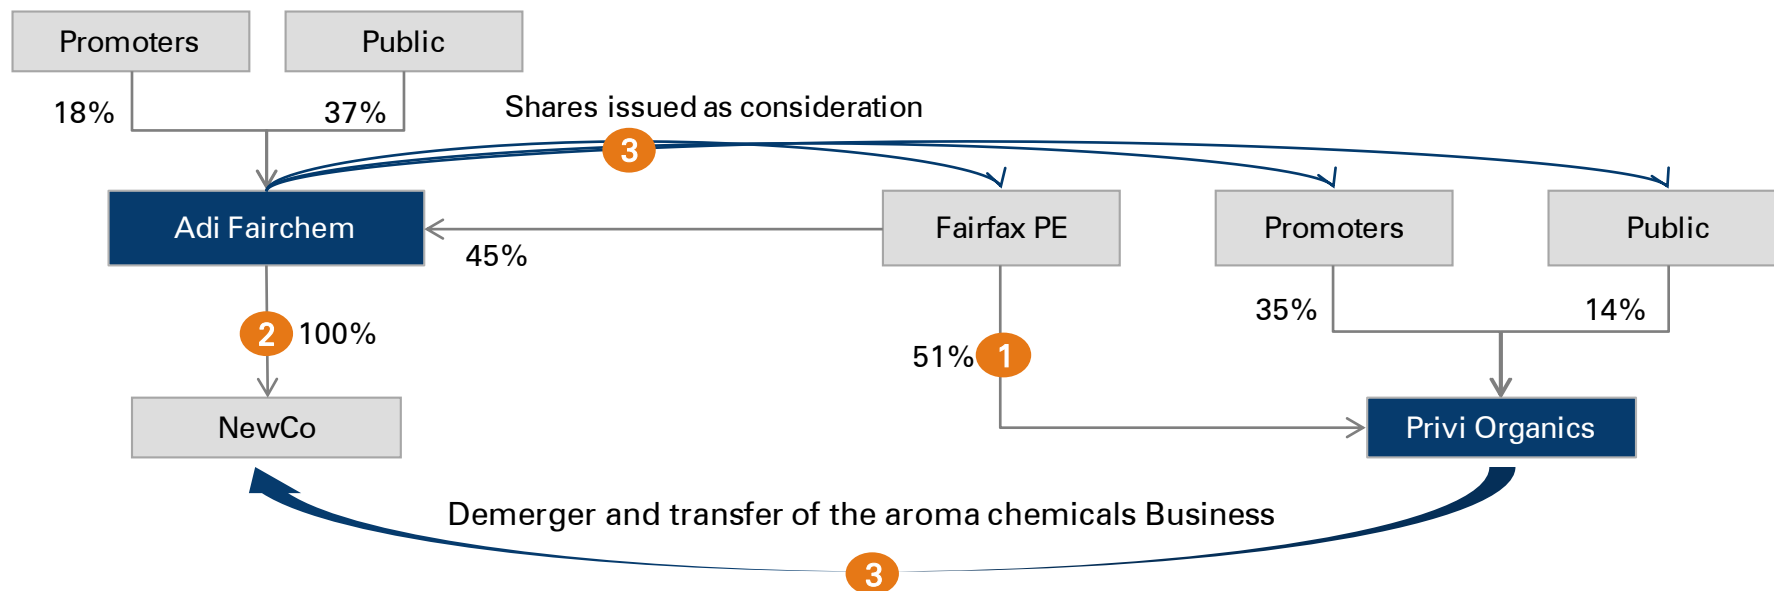 Promoters
Public
18%
37%
Shares issued as consideration
3
Adi Fairchem
Fairfax PE
Promoters
Public
45%
2
100%
51%
1
35%
14%
NewCo
Privi Organics
Demerger and transfer of the aroma chemicals Business
3